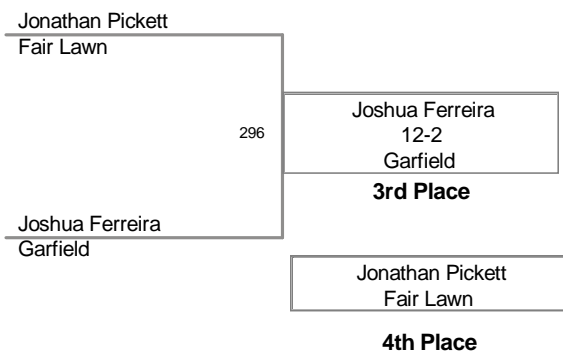 Jonathan Pickett
Fair Lawn
296
Joshua Ferreira
12-2
Garfield
3rd Place
Joshua Ferreira
Garfield
Jonathan Pickett
Fair Lawn
4th Place